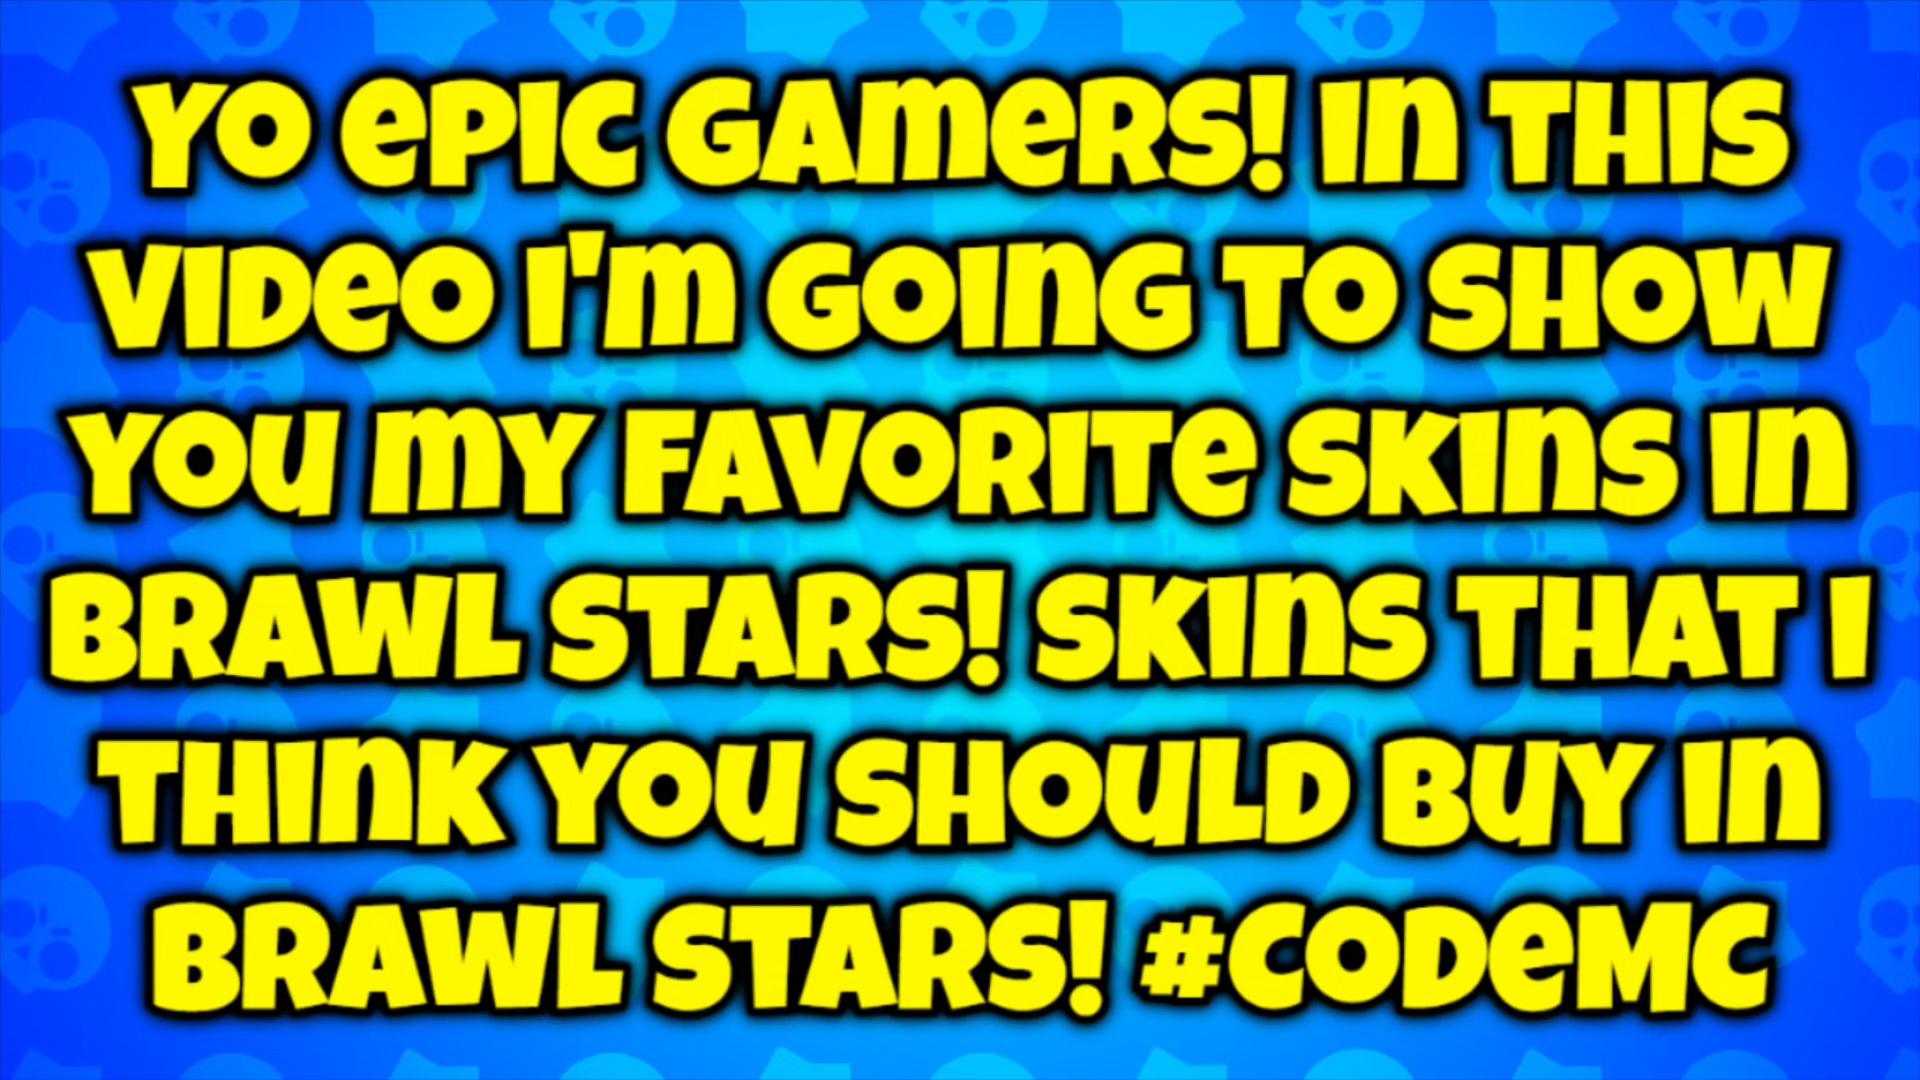 YO EPIC GAMERS! IN THIS
VIDEO I'M GOING TO SHOW
YOU MY FAVORITE SKINS IN
BRAWL STARS! SKINS THAT I
THINK YOU SHOULD BUY IN
BRAWL STARS! #CODEMC